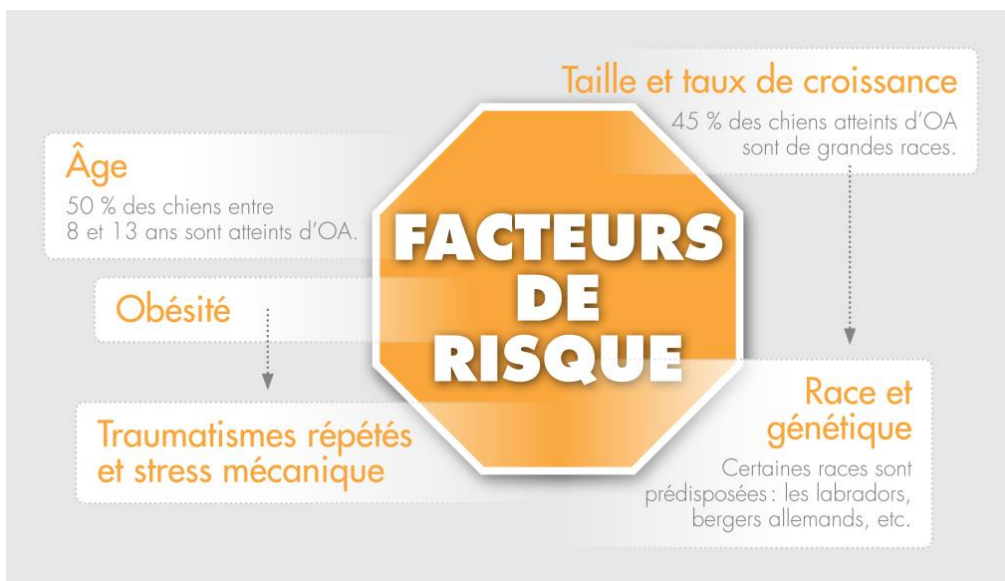 Taille et taux de croissance
45 % des chiens atteints d’OA
sont de grandes races.
Âge
50 % des chiens entre
8 et 13 ans sont atteints d’OA.
FACTEURS
DE
RISQUE
Obésité
Traumatismes répétés
et stress mécanique
Race et
génétique
Certaines races sont
prédisposées : les labradors,
bergers allemands, etc.